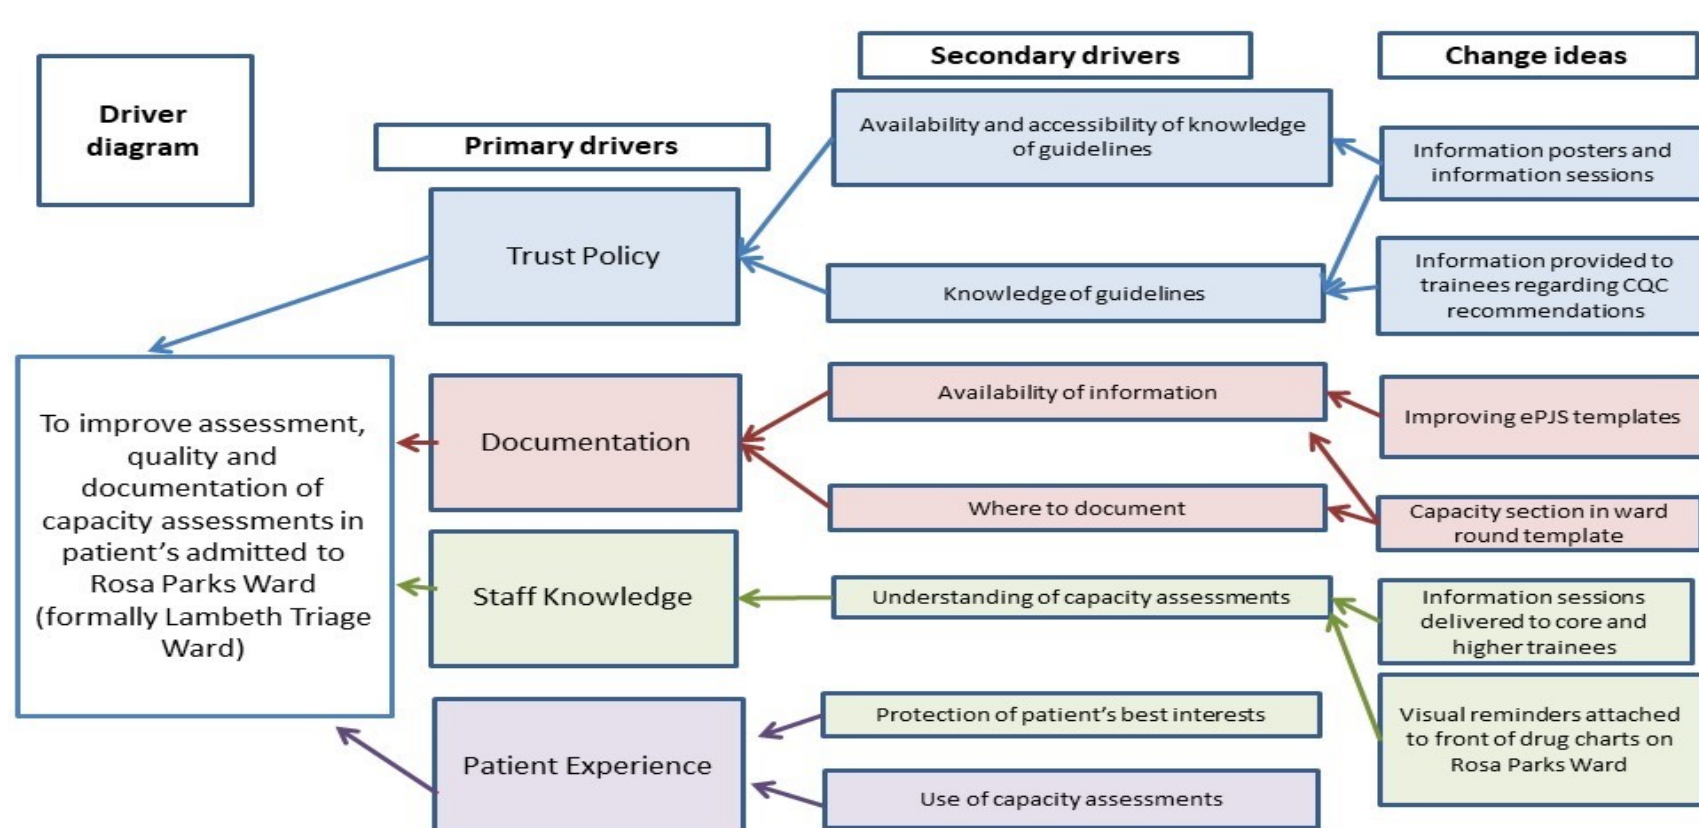 Driver
diagram
Primary drivers
Secondary drivers
Change ideas
To improve assessment,
quality and
documentation of
capacity assessments in
patient’s admitted to
Rosa Parks Ward
(formally Lambeth Triage
Ward)
Trust Policy
Documentation
Staff Knowledge
Patient Experience
Availability and accessibility of knowledge
of guidelines
Knowledge of guidelines
Availability of information
Where to document
Understanding of capacity assessments
Protection of patient’s best interests
Use of capacity assessments
Information posters and
information sessions
Information provided to
trainees regarding CQC
recommendations
Improving ePJS templates
Capacity section in ward
round template
Information sessions
delivered to core and
higher trainees
Visual reminders attached
to front of drug charts on
Rosa Parks Ward